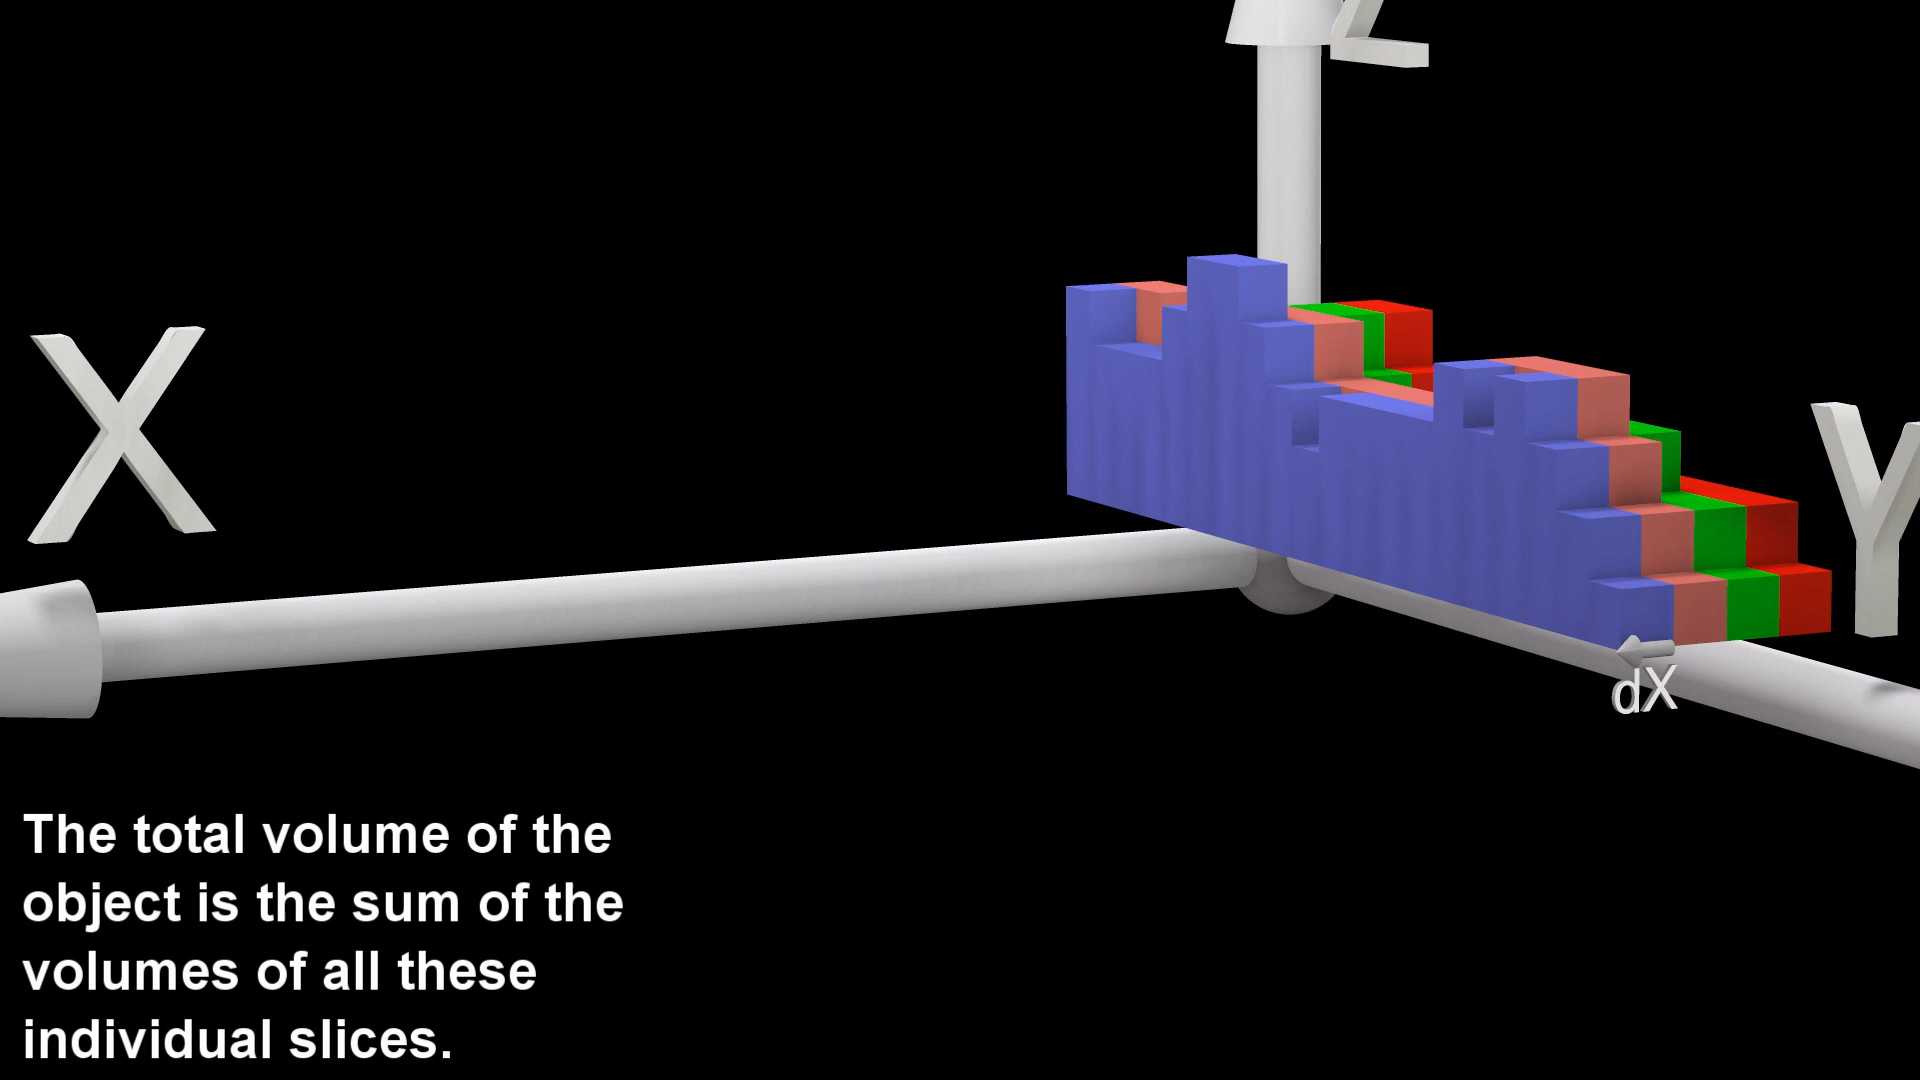 Z
X
Y
dX
The total volume of the
object is the sum of the
volumes of all these
individual slices.